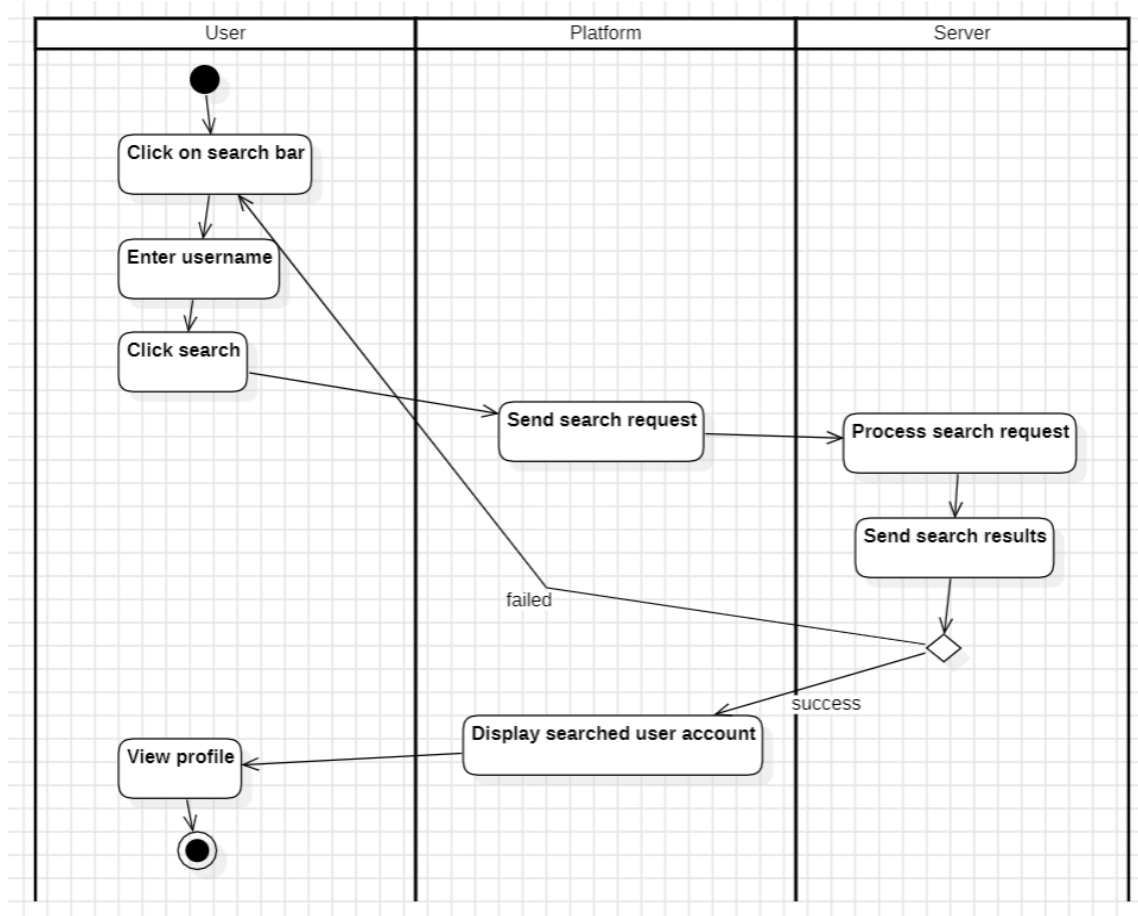 User
Platform
Server
Click on search bar
Enter username
Click search
Send search request
Process search request
Send search results
failed
success
Display searched user account
View profile